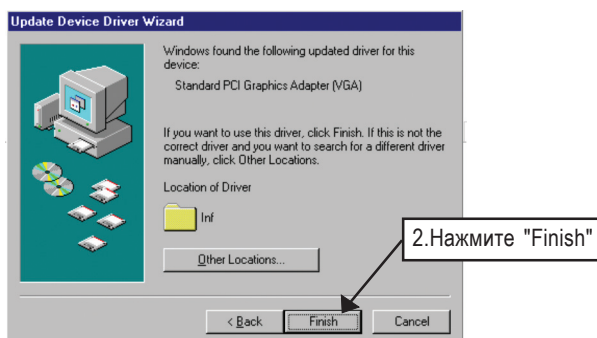 Update Device Driver Wizard
Windows found the following updated driver for this
device:
Standard PCI Graphics Adapter (VGA)
If you want to use this driver, click Finish. If this is not the
correct driver and you want to search for a different driver
manually, click Other Locations.
Location of Driver
Inf
Other Locations...
2.Нажмите "Finish"
< Back
Finish
Cancel